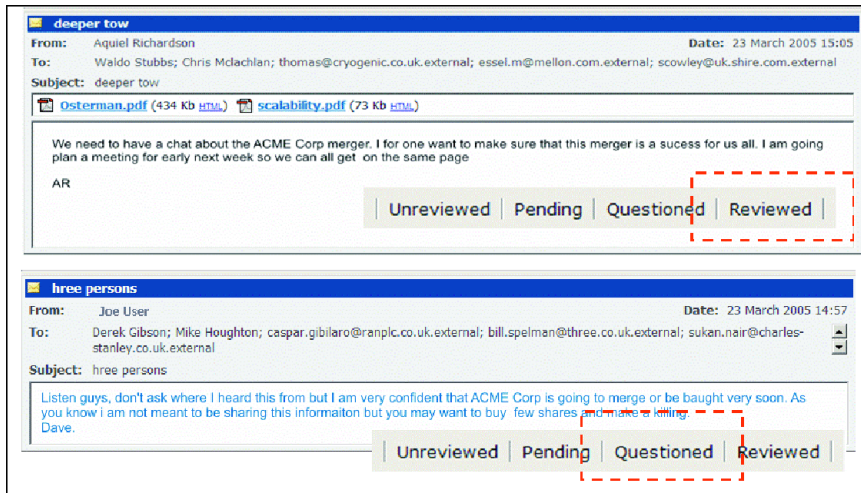 deeper tow
From: Aquiel Richardson Date: 23 March 2005 15:05
To: Waldo Stubbs; Chris Mclachlan; thomas@cryogenic.co.uk.external; essel.m@mellon.com.external; scowley@uk.shire.com.external
Subject: deeper tow
Osterman.pdf (434 Kb HTML) scalability.pdf (73 Kb HTML)
We need to have a chat about the ACME Corp merger. I for one want to make sure that this merger is a sucess for us all. I am going
plan a meeting for early next week so we can all get on the same page
AR
| Unreviewed | Pending | Questioned | Reviewed |
hree persons
From: Joe User Date: 23 March 2005 14:57
To: Derek Gibson; Mike Houghton; caspar.gibilaro@ranplc.co.uk.external; bill.spelman@three.co.uk.external; sukan.nair@charles-
stanley.co.uk.external
Subject: hree persons
Listen guys, don't ask where I heard this from but I am very confident that ACME Corp is going to merge or be baught very soon. As
you know i am not meant to be sharing this informaiton but you may want to buy few shares and make a killing.
Dave.
| Unreviewed | Pending | Questioned | Reviewed |